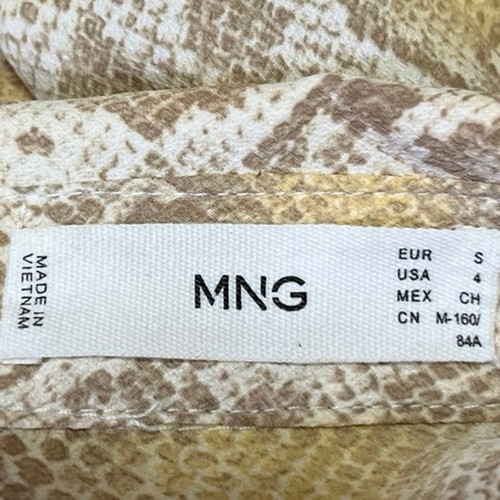 MADE IN
VIETNAM
MNG
EUR S
USA 4
MEX CH
CN M-160/
84A